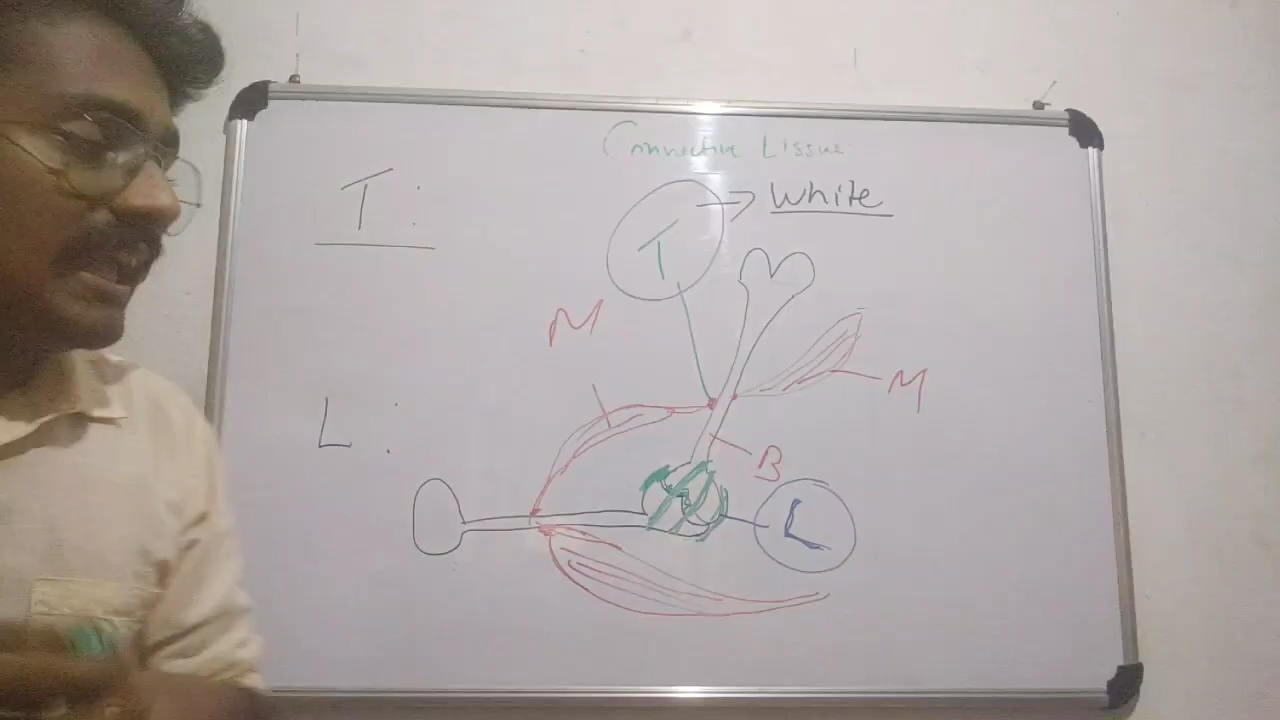 Connective tissue
T :
T → White
M
M
L :
B
L